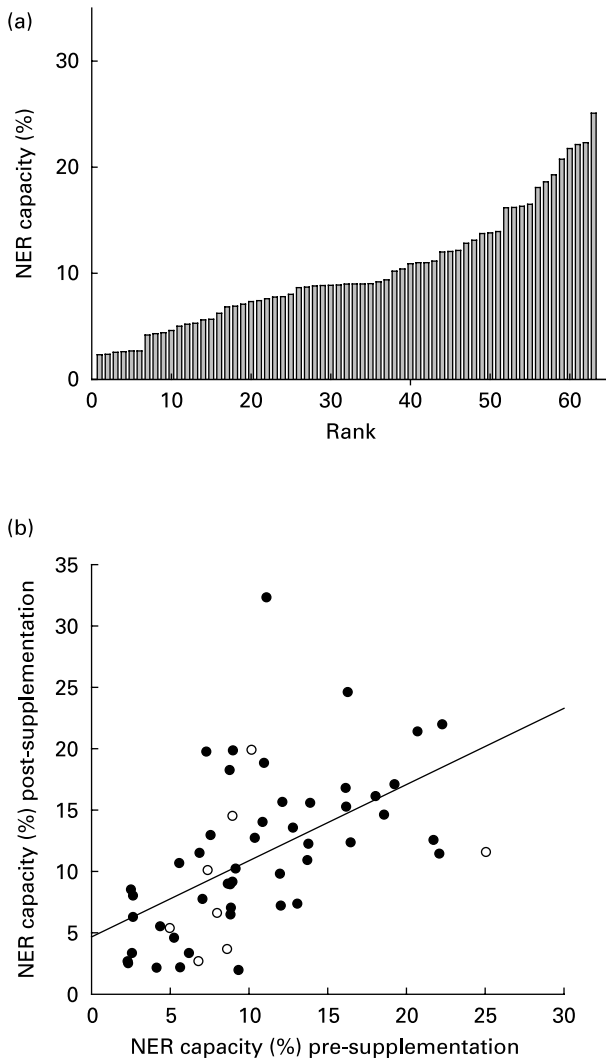 (a)
30
20
10
0
NER capacity (%)
0 10 20 30 40 50 60
Rank
(b)
35
30
25
20
15
10
5
0
NER capacity (%) post-supplementation
0 5 10 15 20 25 30
NER capacity (%) pre-supplementation